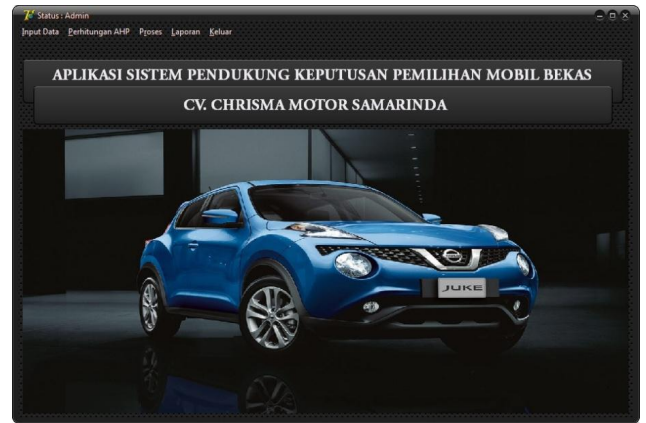 Status : Admin
Input Data Perhitungan AHP Proses Laporan Keluar
APLIKASI SISTEM PENDUKUNG KEPUTUSAN PEMILIHAN MOBIL BEKAS
CV. CHRISMA MOTOR SAMARINDA
JUKE